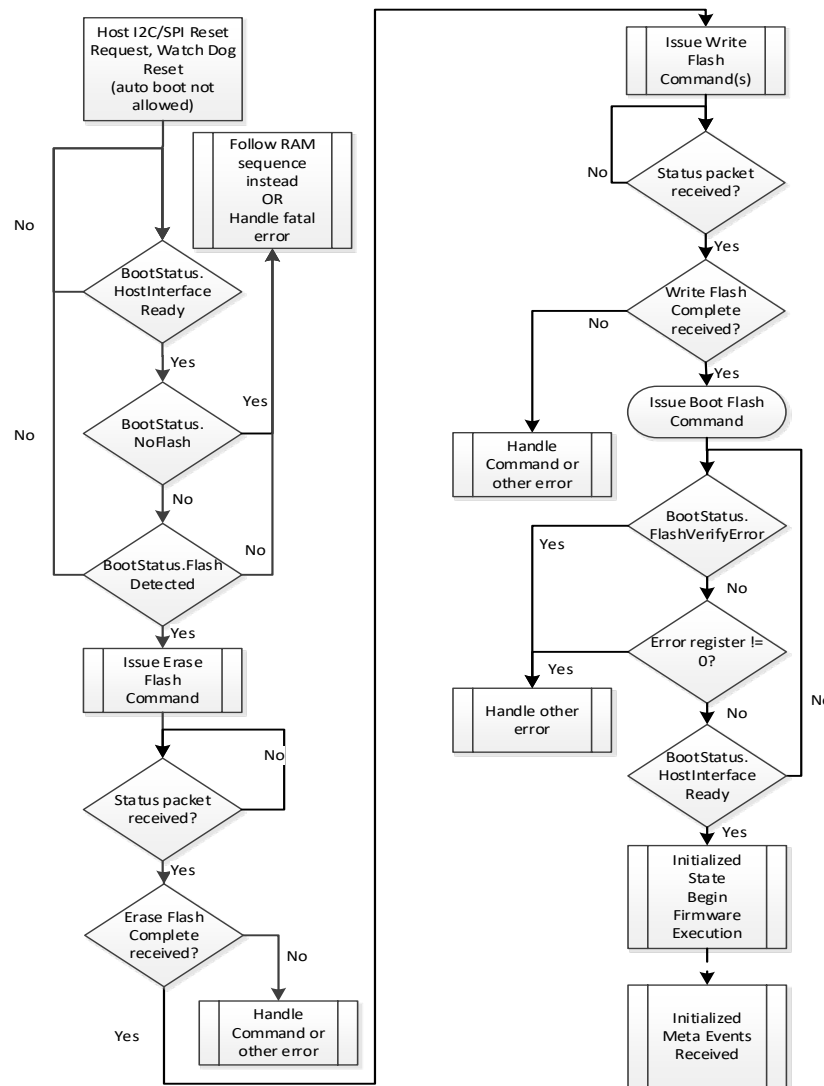 Host I2C/SPI Reset
Request, Watch Dog
Reset
(auto boot not
allowed)
Follow RAM
sequence
instead
OR
Handle fatal
error
No
BootStatus.
HostInterface
Ready
Yes
Yes
BootStatus.
NoFlash
No
No
No
BootStatus.Flash
Detected
Yes
Issue Erase
Flash
Command
No
Status packet
received?
Yes
Erase Flash
Complete
received?
No
Yes
Handle
Command or
other error
Issue Write
Flash
Command(s)
No
Status packet
received?
Yes
Write Flash
Complete
received?
No
Yes
Issue Boot Flash
Command
Handle
Command or
other error
BootStatus.
FlashVerifyError
Yes
No
Error register !=
0?
Yes
No
No
Handle other
error
BootStatus.
HostInterface
Ready
Yes
Initialized
State
Begin
Firmware
Execution
Initialized
Meta Events
Received